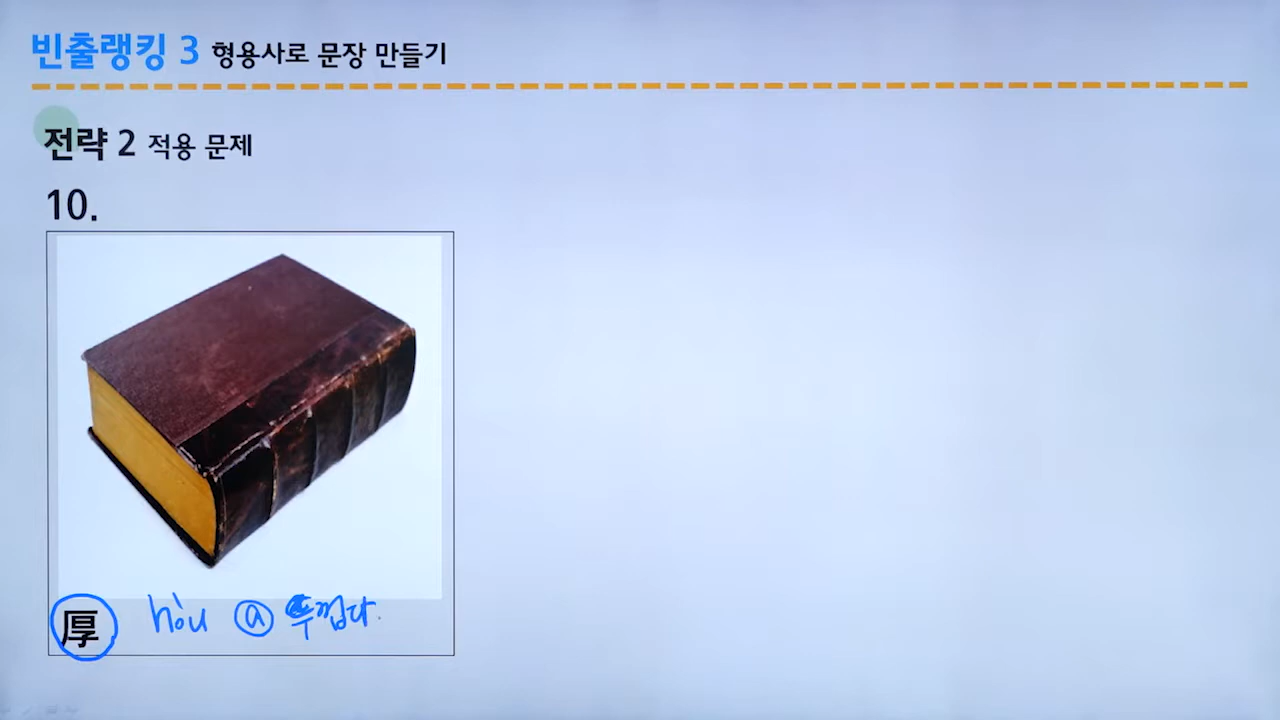 빈출랭킹 3 형용사로 문장 만들기
전략 2 적용 문제
10.
厚 hòu ⓐ 두껍다.